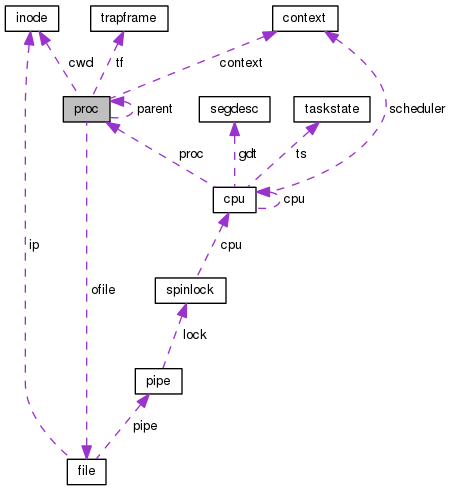 inode
trapframe
context
cwd
tf
context
proc
parent
segdesc
taskstate
scheduler
proc
gdt
ts
cpu
cpu
ip
cpu
ofile
spinlock
lock
pipe
pipe
file